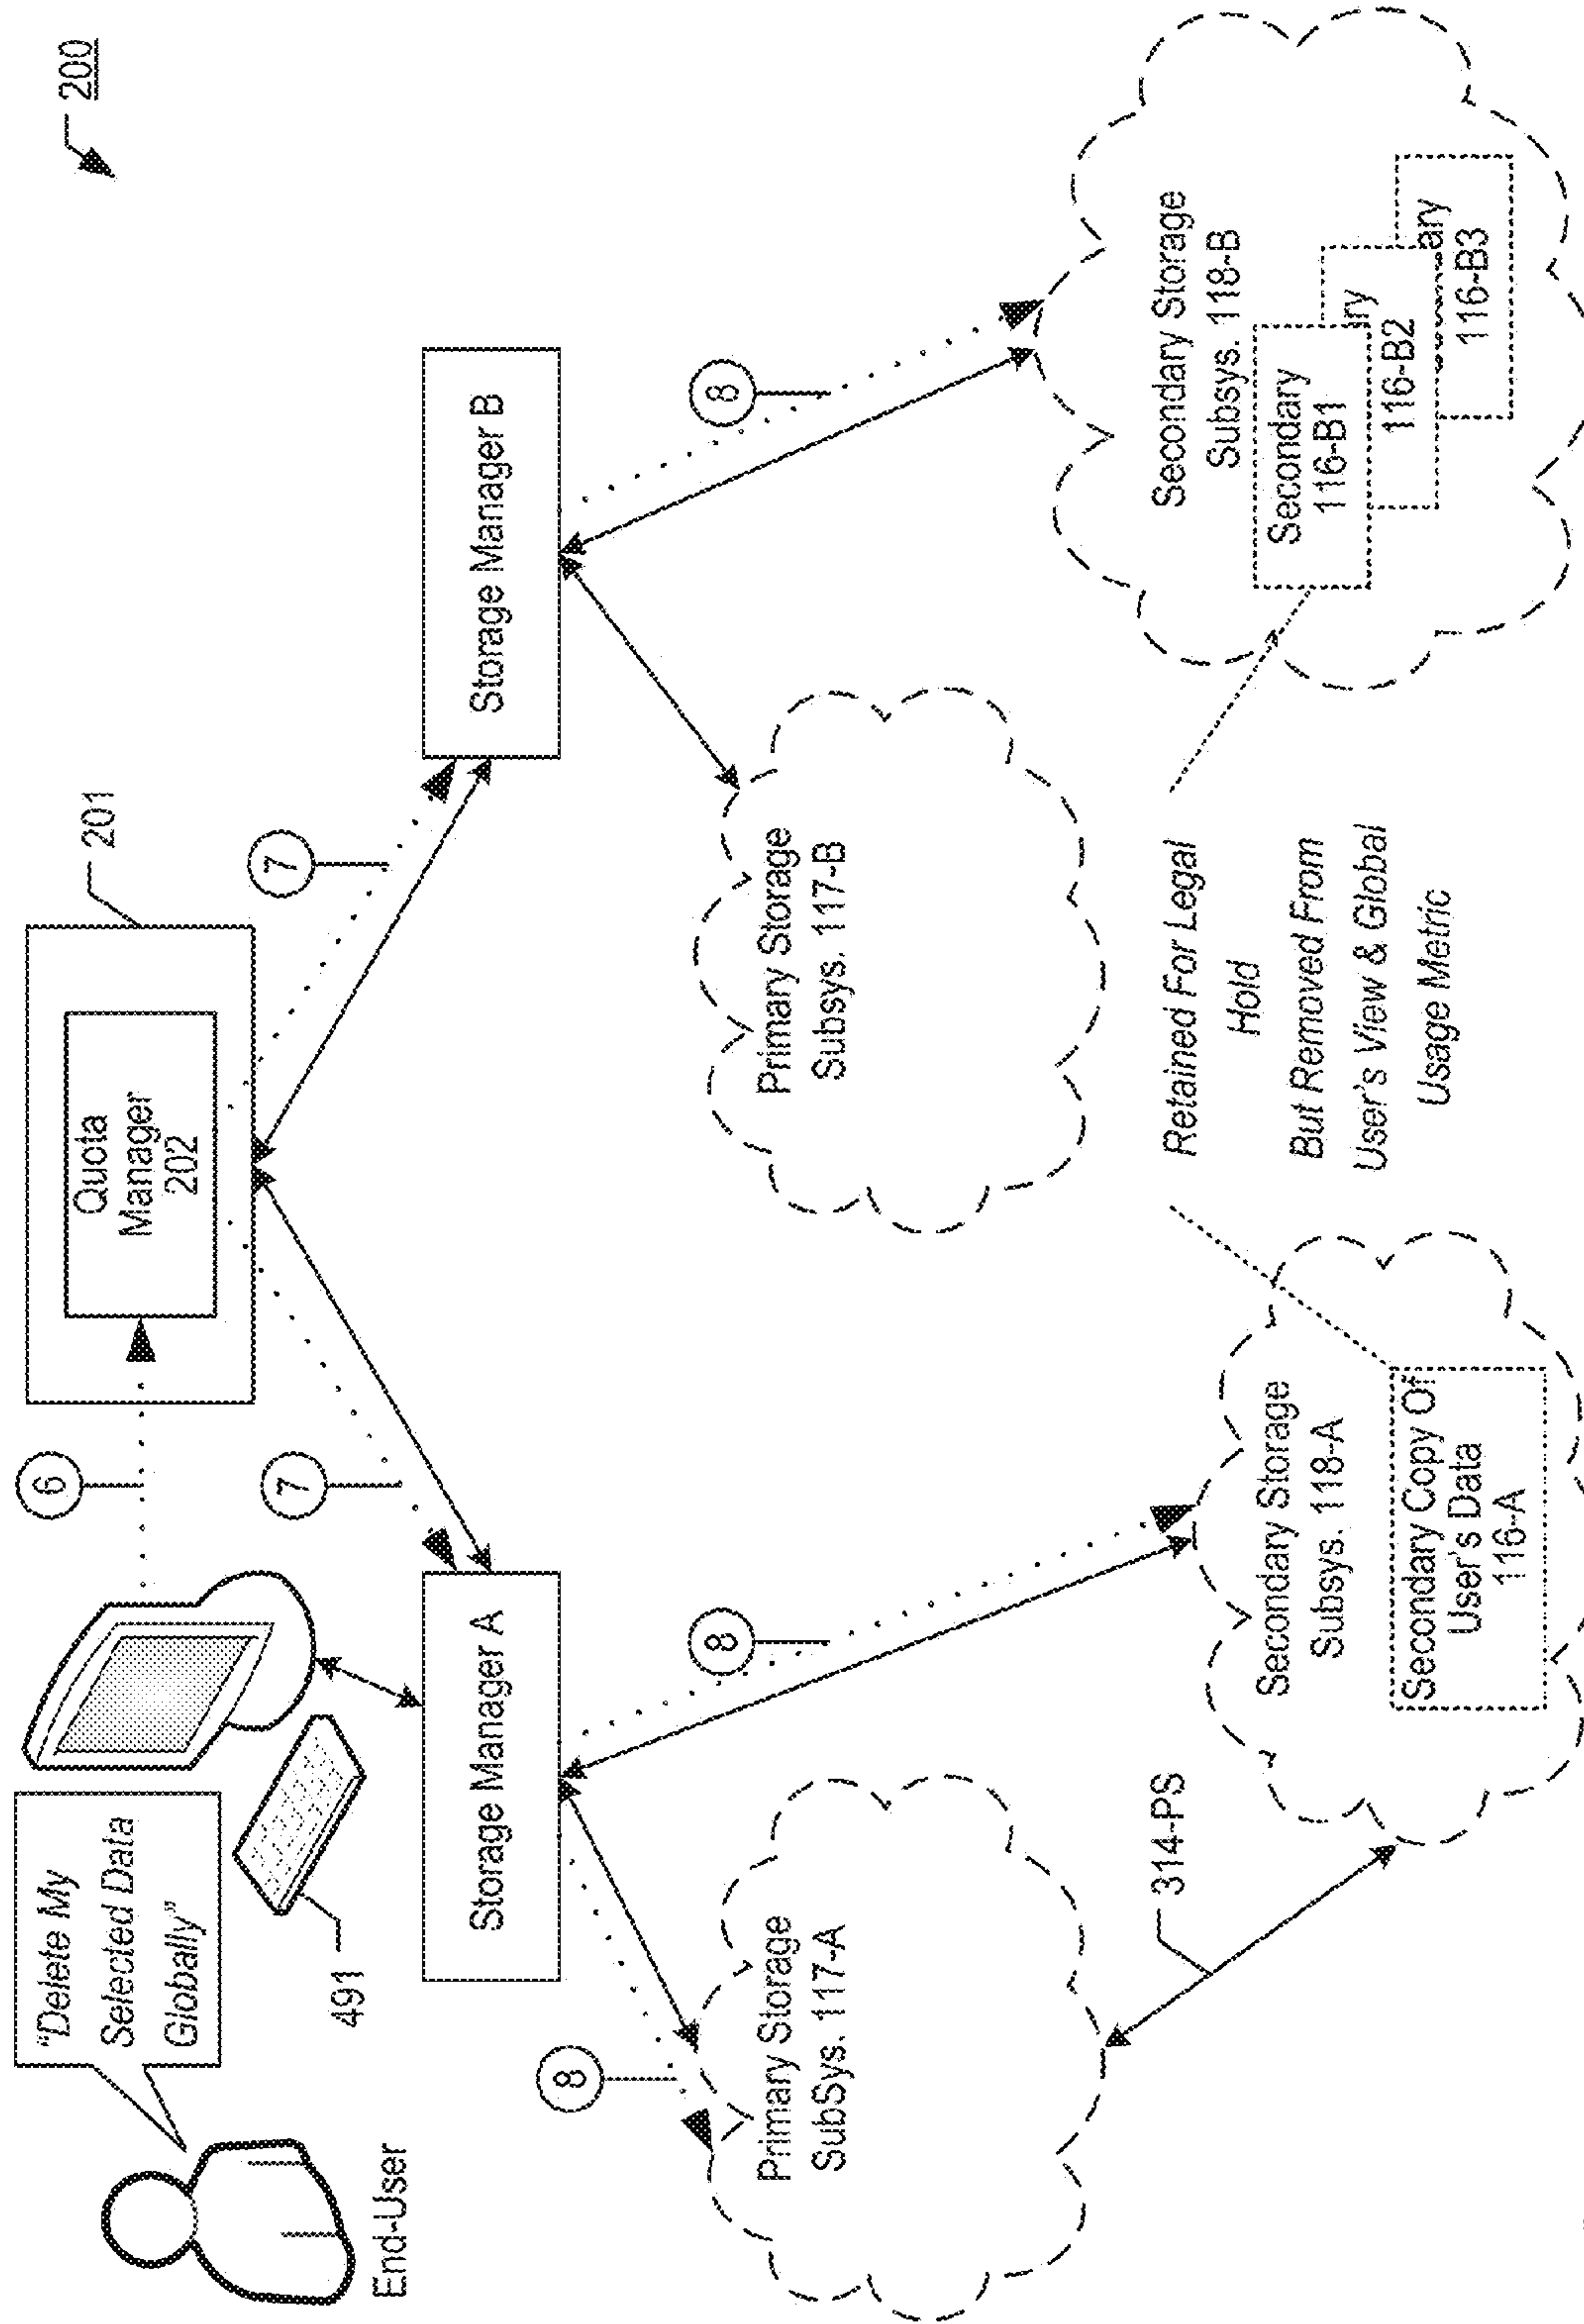 200
"Delete My
Selected Data
Globally"
End-User
491
6
Quota
Manager
202
201
7
7
Storage Manager A
Storage Manager B
8
8
8
Primary Storage
SubSys. 117-A
Primary Storage
Subsys. 117-B
314-PS
Secondary Storage
Subsys. 118-A
Secondary Copy Of
User's Data
116-A
Retained For Legal
Hold
But Removed From
User's View & Global
Usage Metric
Secondary Storage
Subsys. 118-B
Secondary
116-B1
ry
116-B2
ary
116-B3